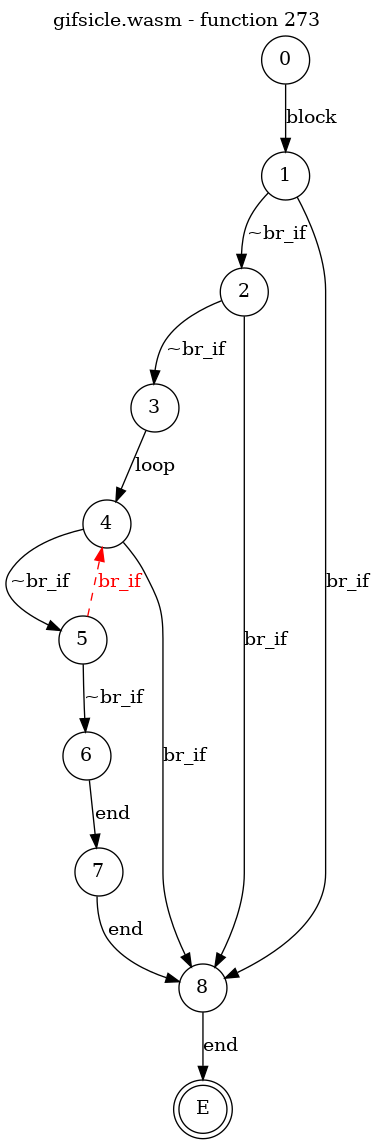 gifsicle.wasm - function 273
0
block
1
~br_if
2
~br_if
3
loop
4
~br_if
br_if
5
br_if
br_if
~br_if
6
br_if
end
7
end
8
end
E